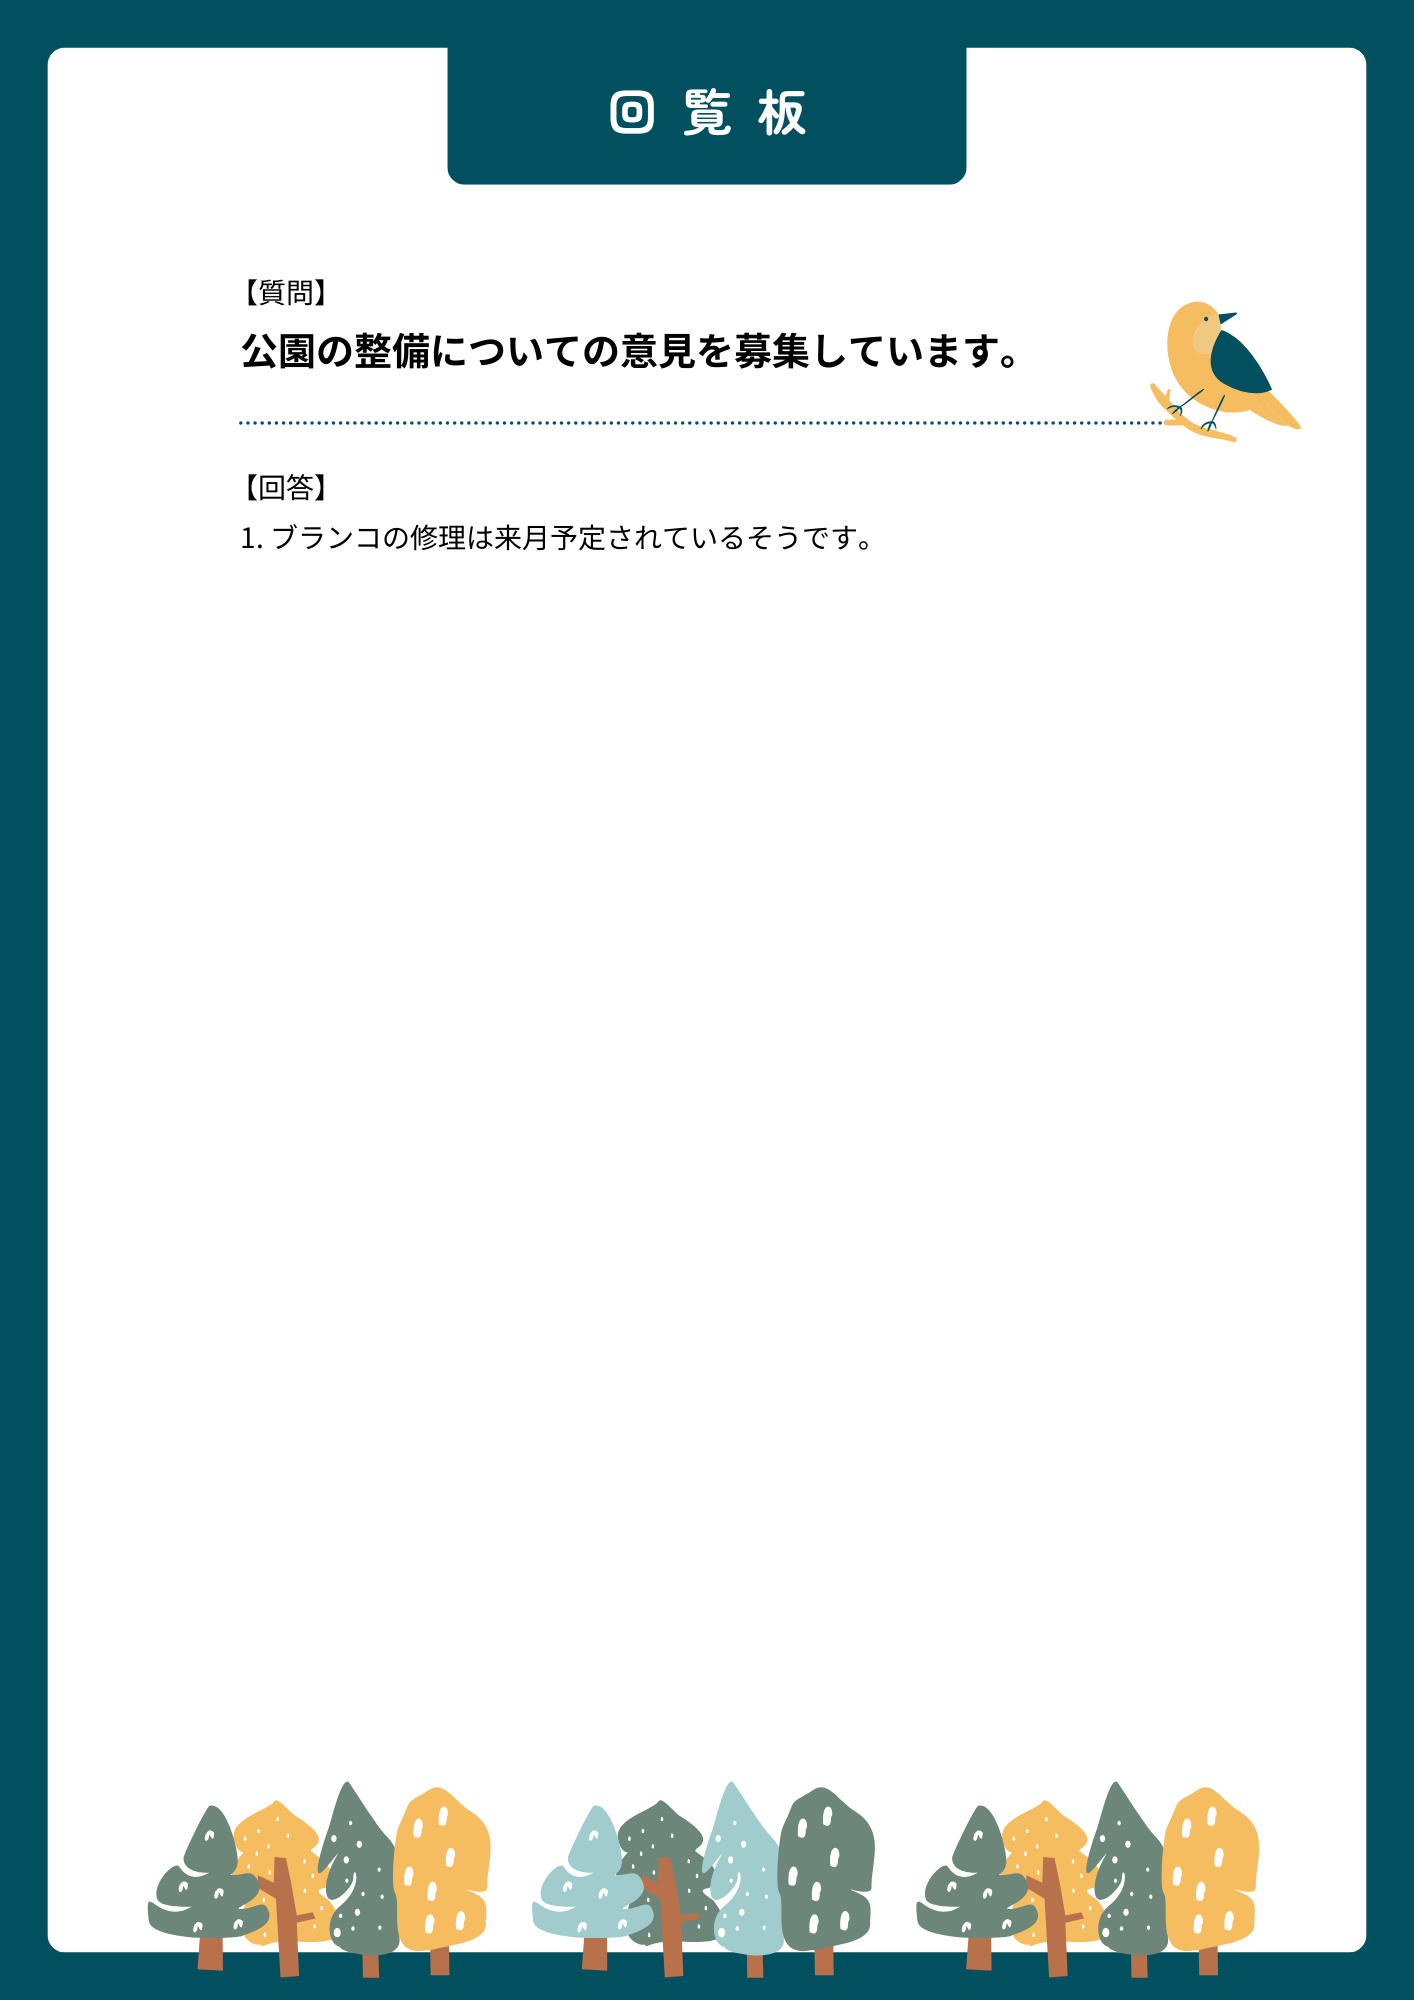 回覧板
【質問】
公園の整備についての意見を募集しています。
【回答】
1. ブランコの修理は来月予定されているそうです。